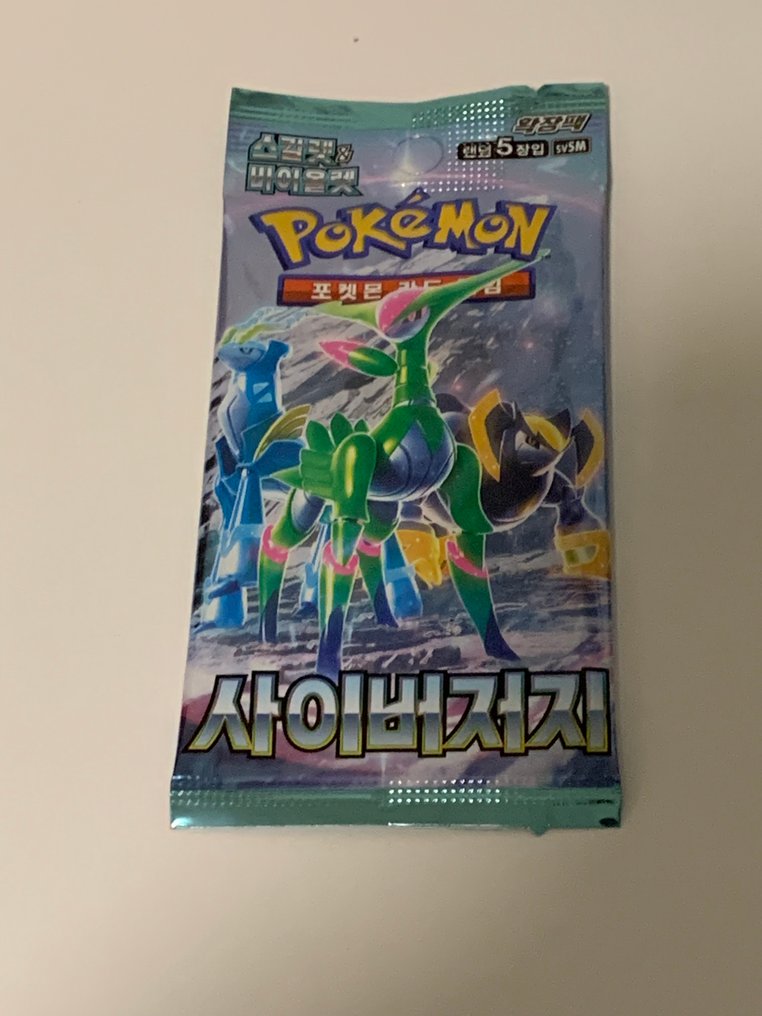 확장팩
스칼렛&
바이올렛
랜덤 5 장입 sv5M
POKéMON
포켓몬 카드 게임
사이버저지